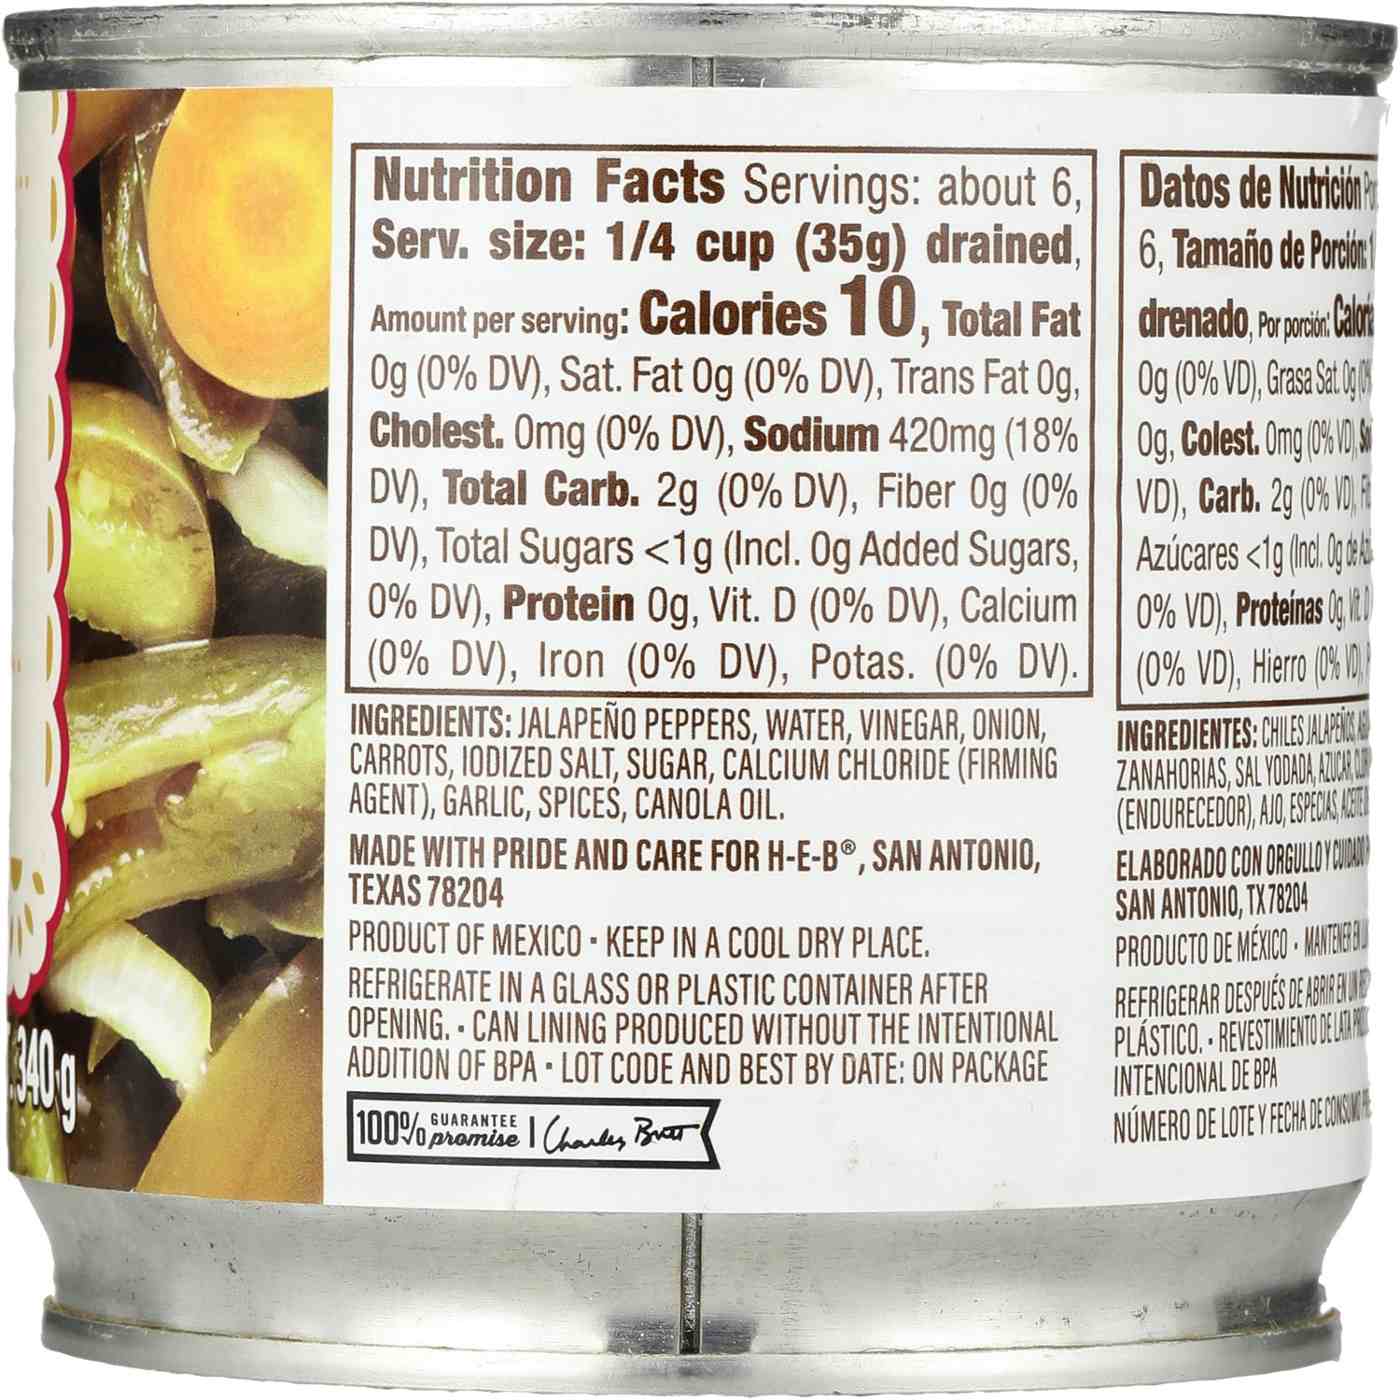 340 g
Nutrition Facts Servings: about 6,
Serv. size: 1/4 cup (35g) drained,
Amount per serving: Calories 10, Total Fat
0g (0% DV), Sat. Fat 0g (0% DV), Trans Fat 0g,
Cholest. 0mg (0% DV), Sodium 420mg (18%
DV), Total Carb. 2g (0% DV), Fiber 0g (0%
DV), Total Sugars <1g (Incl. 0g Added Sugars,
0% DV), Protein 0g, Vit. D (0% DV), Calcium
(0% DV), Iron (0% DV), Potas. (0% DV).
INGREDIENTS: JALAPEÑO PEPPERS, WATER, VINEGAR, ONION,
CARROTS, IODIZED SALT, SUGAR, CALCIUM CHLORIDE (FIRMING
AGENT), GARLIC, SPICES, CANOLA OIL.
MADE WITH PRIDE AND CARE FOR H-E-B®, SAN ANTONIO,
TEXAS 78204
PRODUCT OF MEXICO • KEEP IN A COOL DRY PLACE.
REFRIGERATE IN A GLASS OR PLASTIC CONTAINER AFTER
OPENING. • CAN LINING PRODUCED WITHOUT THE INTENTIONAL
ADDITION OF BPA • LOT CODE AND BEST BY DATE: ON PACKAGE
100% GUARANTEE promise | Charles Butt
Datos de Nutrición
6, Tamaño de Porción:
drenado, Por porción:
0g (0% VD), Grasa Sat. 0g
0g, Colest. 0mg (0% VD),
VD), Carb. 2g (0% VD),
Azúcares <1g (Incl. 0g de
0% VD), Proteínas 0g, Vit. D
(0% VD), Hierro (0% VD),
INGREDIENTES: CHILES JALAPEÑOS,
ZANAHORIAS, SAL YODADA, AZÚCAR,
(ENDURECEDOR), AJO, ESPECIAS, ACEITE
ELABORADO CON ORGULLO Y CUIDADO
SAN ANTONIO, TX 78204
PRODUCTO DE MÉXICO • MANTENER EN
REFRIGERAR DESPUÉS DE ABRIR EN UN
PLÁSTICO. • REVESTIMIENTO DE LATA
INTENCIONAL DE BPA
NÚMERO DE LOTE Y FECHA DE CONSUMO